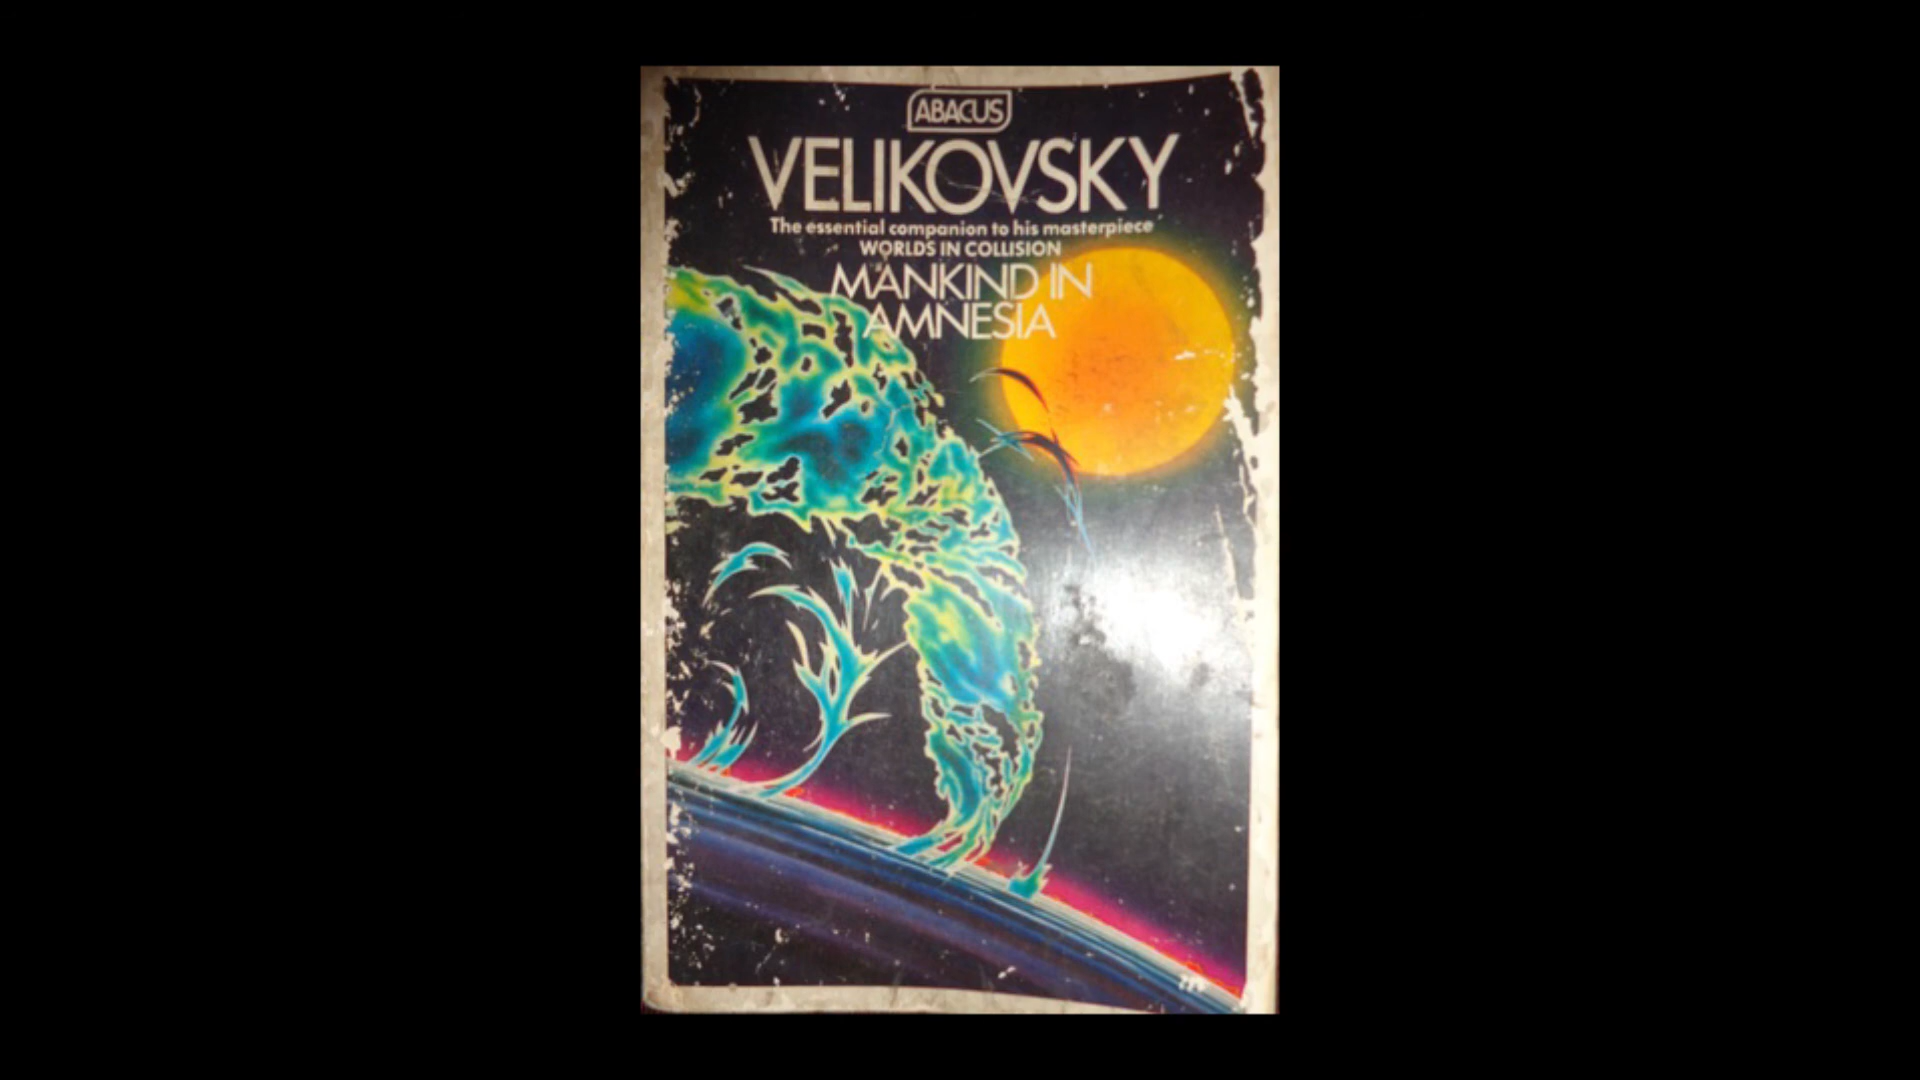 ABACUS
VELIKOVSKY
The essential companion to his masterpiece
WORLDS IN COLLISION
MANKIND IN
AMNESIA